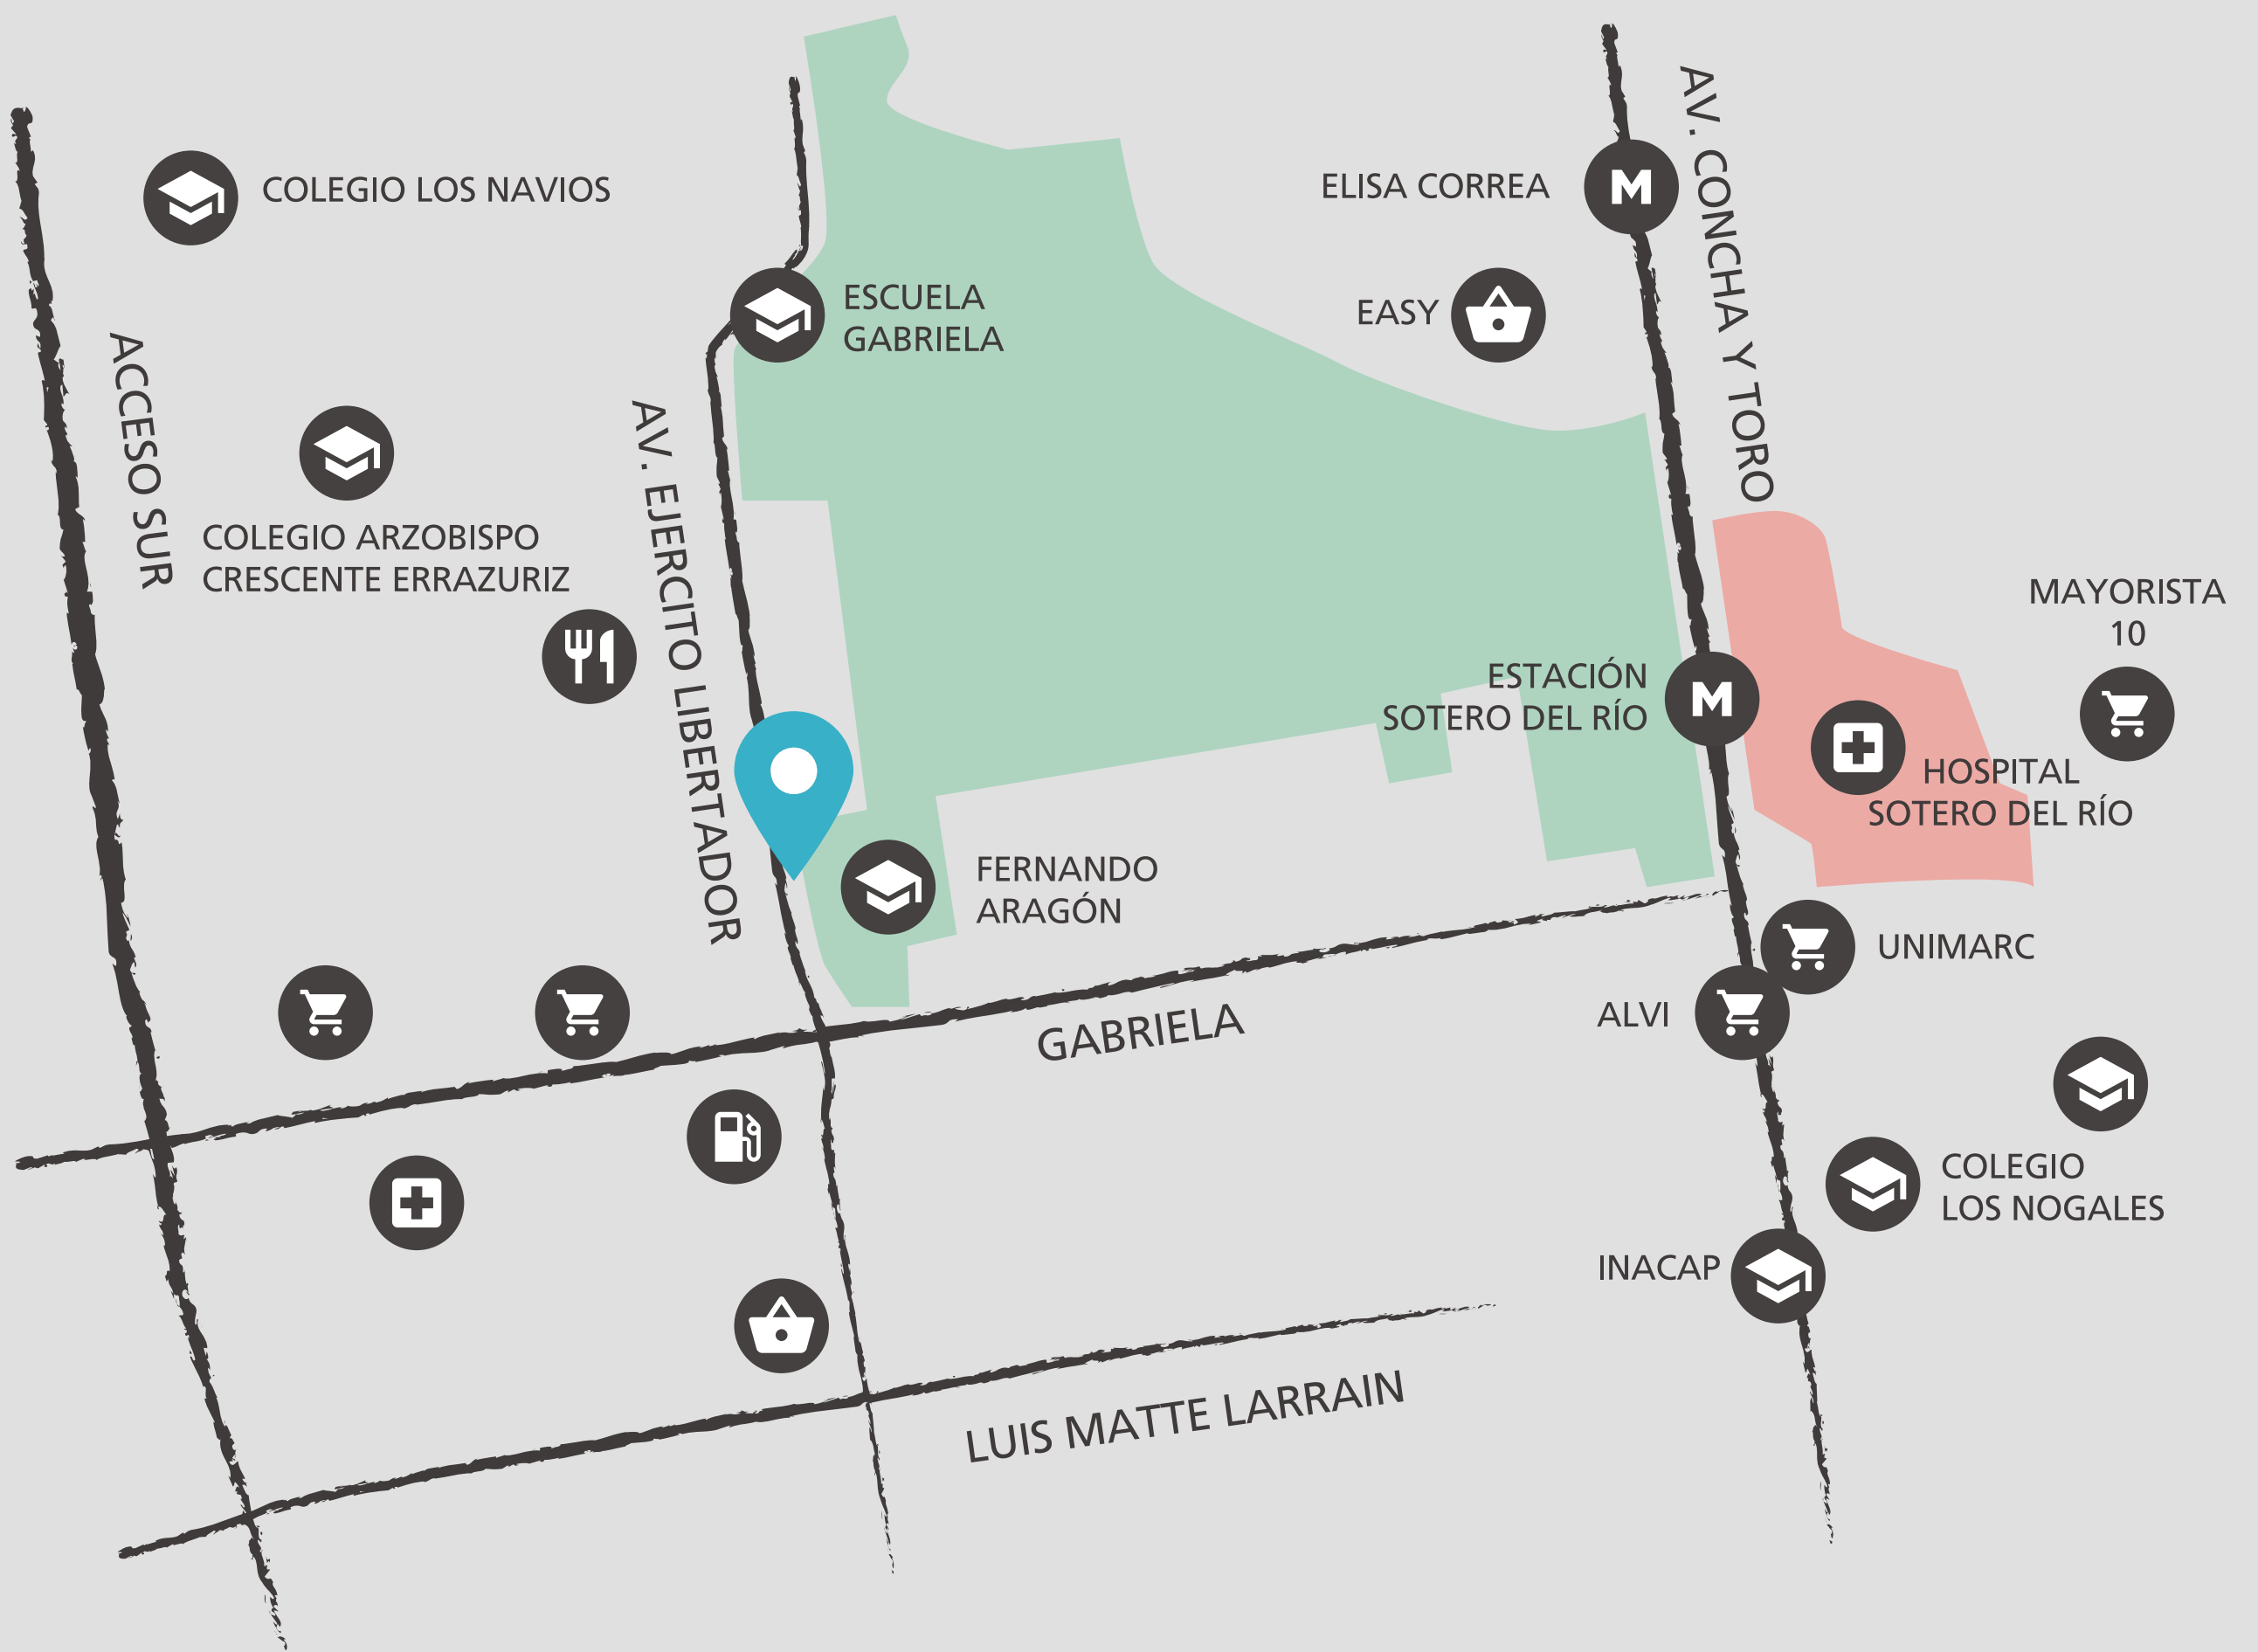 COLEGIO LOS NAVIOS
ELISA CORREA
AV. CONCHA Y TORO
ESCUELA
GABRIELA
EASY
ACCESO SUR
AV. EJERCITO LIBERTADOR
COLEGIO ARZOBISPO
CRESCENTE ERRAZURIZ
MAYORISTA
10
ESTACIÓN
SOTERO DEL RÍO
HOSPITAL
SOTERO DEL RÍO
FERNANDO
ARAGÓN
UNIMARC
ALVI
GABRIELA
COLEGIO
LOS NOGALES
INACAP
LUIS MATTE LARRAIN